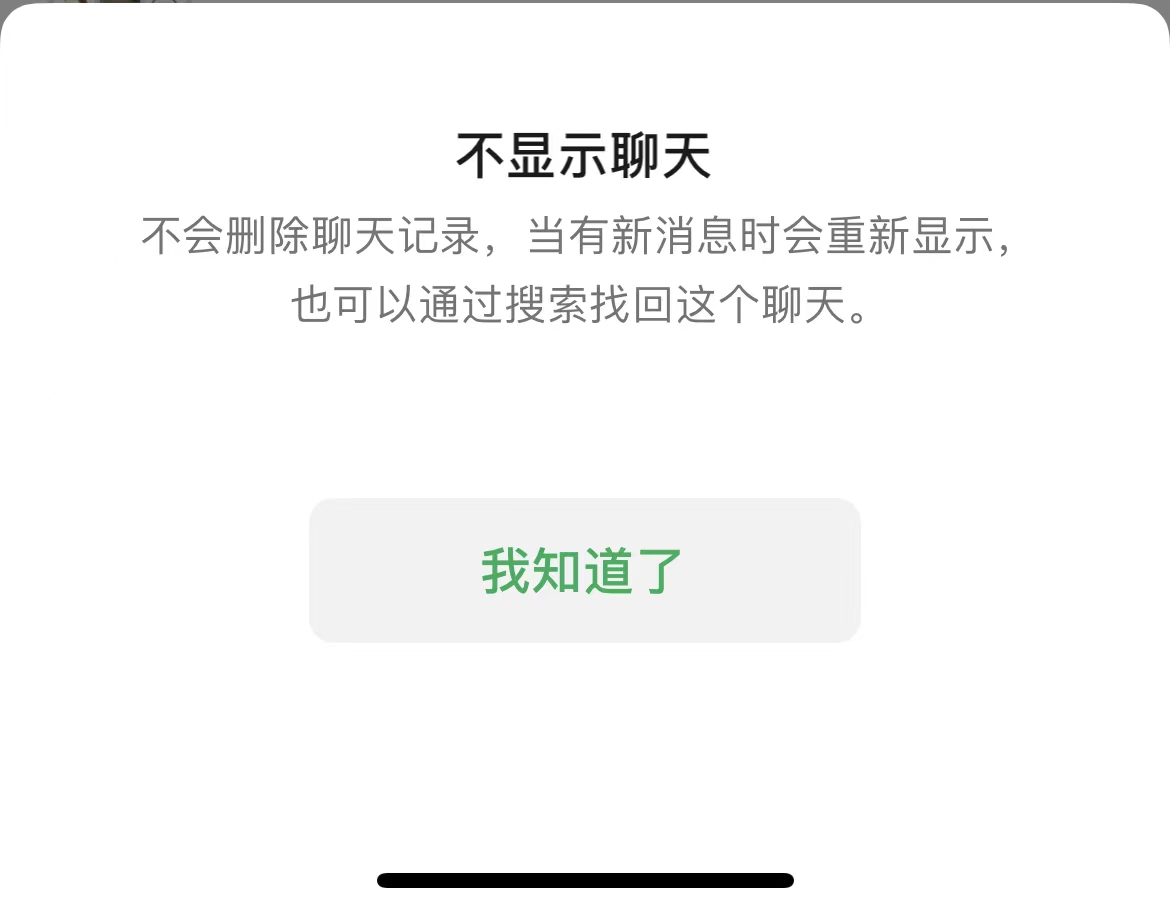 不显示聊天
不会删除聊天记录，当有新消息时会重新显示，
也可以通过搜索找回这个聊天。
我知道了